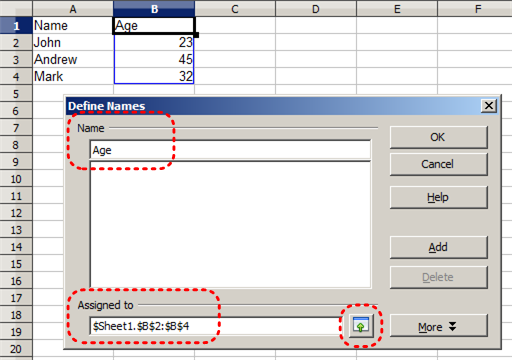 A B C D E F
1 Name Age
2 John 23
3 Andrew 45
4 Mark 32
5
6
Define Names
7 Name
8 Age OK
9 Cancel
10
11 Help
12
13
14 Add
15
16 Delete
17 Assigned to
18 $Sheet1.$B$2:$B$4 More
19
20